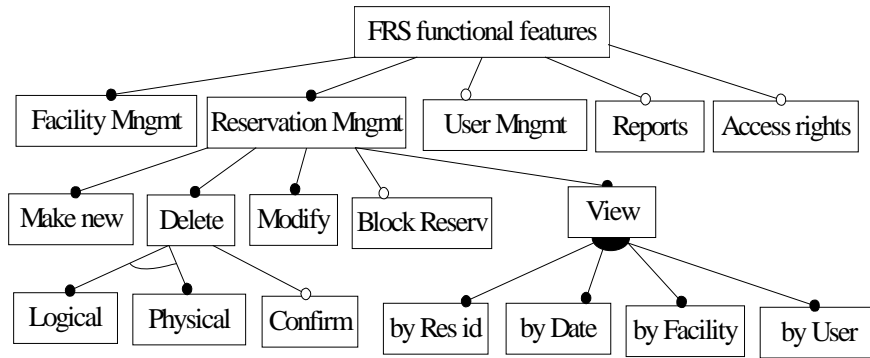 FRS functional features
Facility Mngmt
Reservation Mngmt
User Mngmt
Reports
Access rights
Make new
Delete
Modify
Block Reserv
View
Logical
Physical
Confirm
by Res id
by Date
by Facility
by User